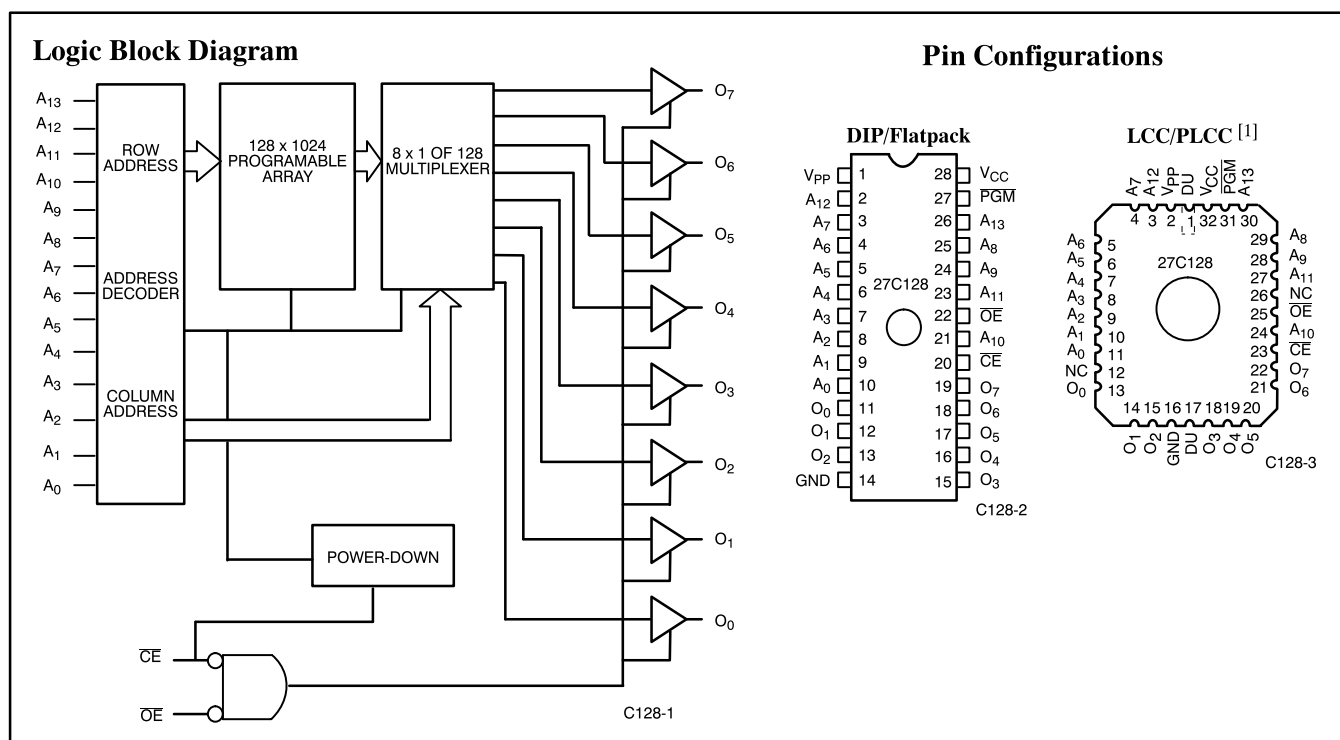 Logic Block Diagram
A13
A12
A11
A10
A9
A8
A7
A6
A5
A4
A3
A2
A1
A0
ROW
ADDRESS
ADDRESS
DECODER
COLUMN
ADDRESS
128 x 1024
PROGRAMABLE
ARRAY
8 x 1 OF 128
MULTIPLEXER
POWER-DOWN
CE
OE
O7
O6
O5
O4
O3
O2
O1
O0
C128-1
Pin Configurations
DIP/Flatpack
VPP 1 28 VCC
A12 2 27 PGM
A7 3 26 A13
A6 4 25 A8
A5 5 24 A9
A4 6 23 A11
A3 7 22 OE
A2 8 21 A10
A1 9 20 CE
A0 10 19 O7
O0 11 18 O6
O1 12 17 O5
O2 13 16 O4
GND 14 15 O3
27C128
C128-2
LCC/PLCC [1]
A7 A12 VPP DU VCC PGM A13
4 3 2 1 32 31 30
A6 5 29 A8
A5 6 28 A9
A4 7 27 A11
A3 8 26 NC
A2 9 25 OE
A1 10 24 A10
A0 11 23 CE
NC 12 22 O7
O0 13 21 O6
27C128
14 15 16 17 18 19 20
O1 O2 GND DU O3 O4 O5
C128-3